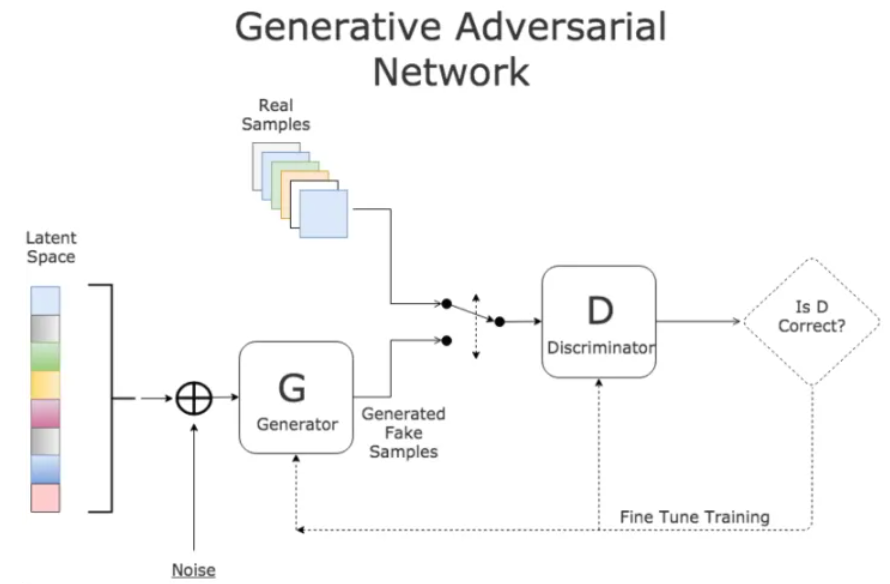 Generative Adversarial
Network
Real
Samples
Latent
Space
G
Generator
Generated
Fake
Samples
D
Discriminator
Is D
Correct?
Fine Tune Training
Noise